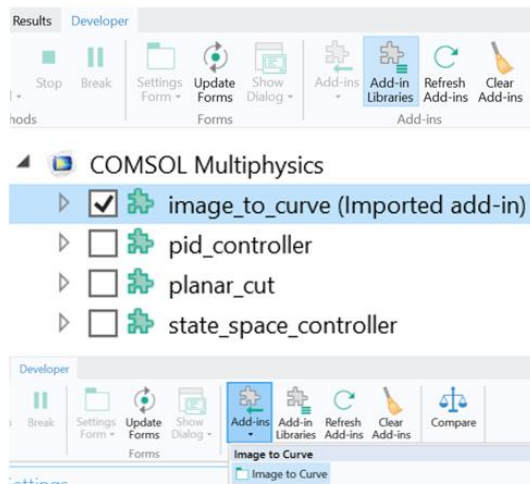 Results Developer
Stop Break Settings Form Update Forms Show Dialog Add-ins Add-in Libraries Refresh Add-ins Clear Add-ins
Forms Add-ins
COMSOL Multiphysics
image_to_curve (Imported add-in)
pid_controller
planar_cut
state_space_controller
Developer
Break Settings Form Update Forms Show Dialog Add-ins Add-in Libraries Refresh Add-ins Clear Add-ins Compare
Forms Image to Curve
Image to Curve